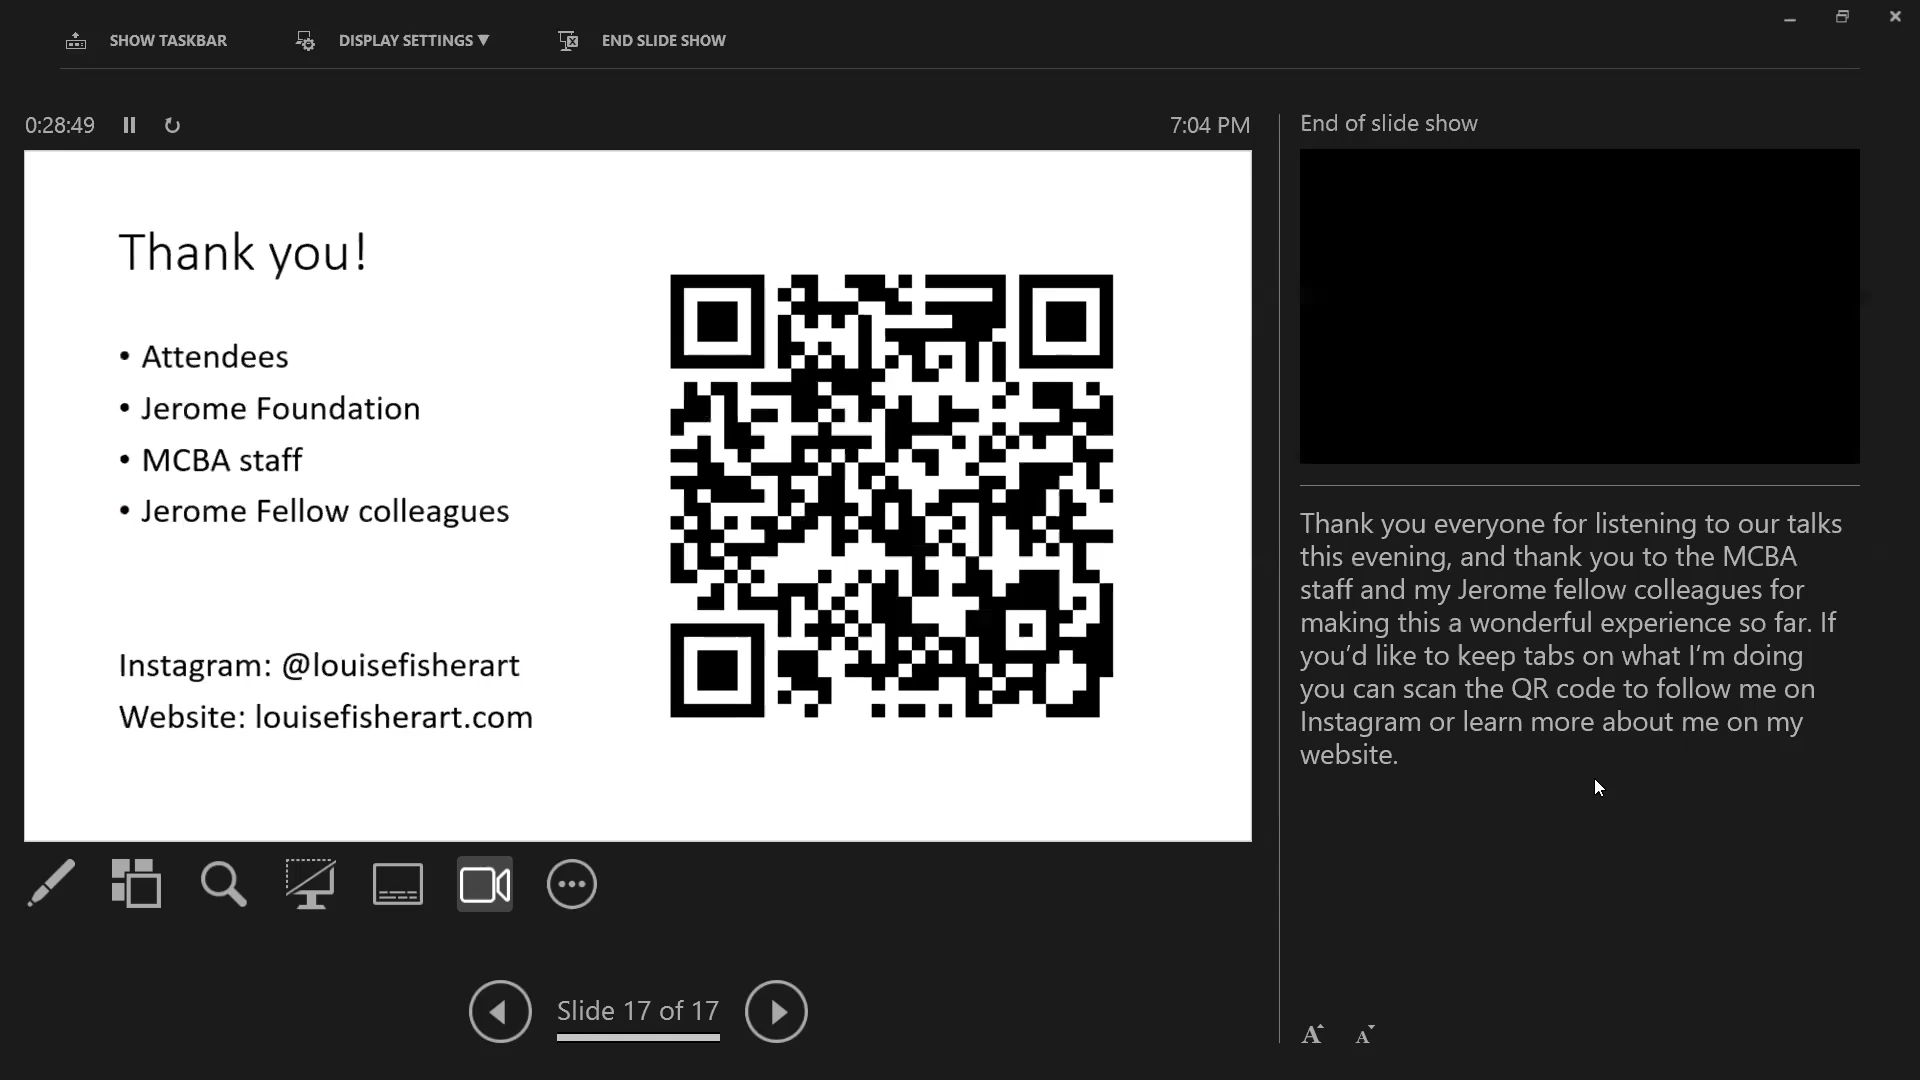 SHOW TASKBAR
DISPLAY SETTINGS ▼
END SLIDE SHOW
0:28:49
7:04 PM
Thank you!
• Attendees
• Jerome Foundation
• MCBA staff
• Jerome Fellow colleagues
Instagram: @louisefisherart
Website: louisefisherart.com
Slide 17 of 17
End of slide show
Thank you everyone for listening to our talks
this evening, and thank you to the MCBA
staff and my Jerome fellow colleagues for
making this a wonderful experience so far. If
you’d like to keep tabs on what I’m doing
you can scan the QR code to follow me on
Instagram or learn more about me on my
website.
A A